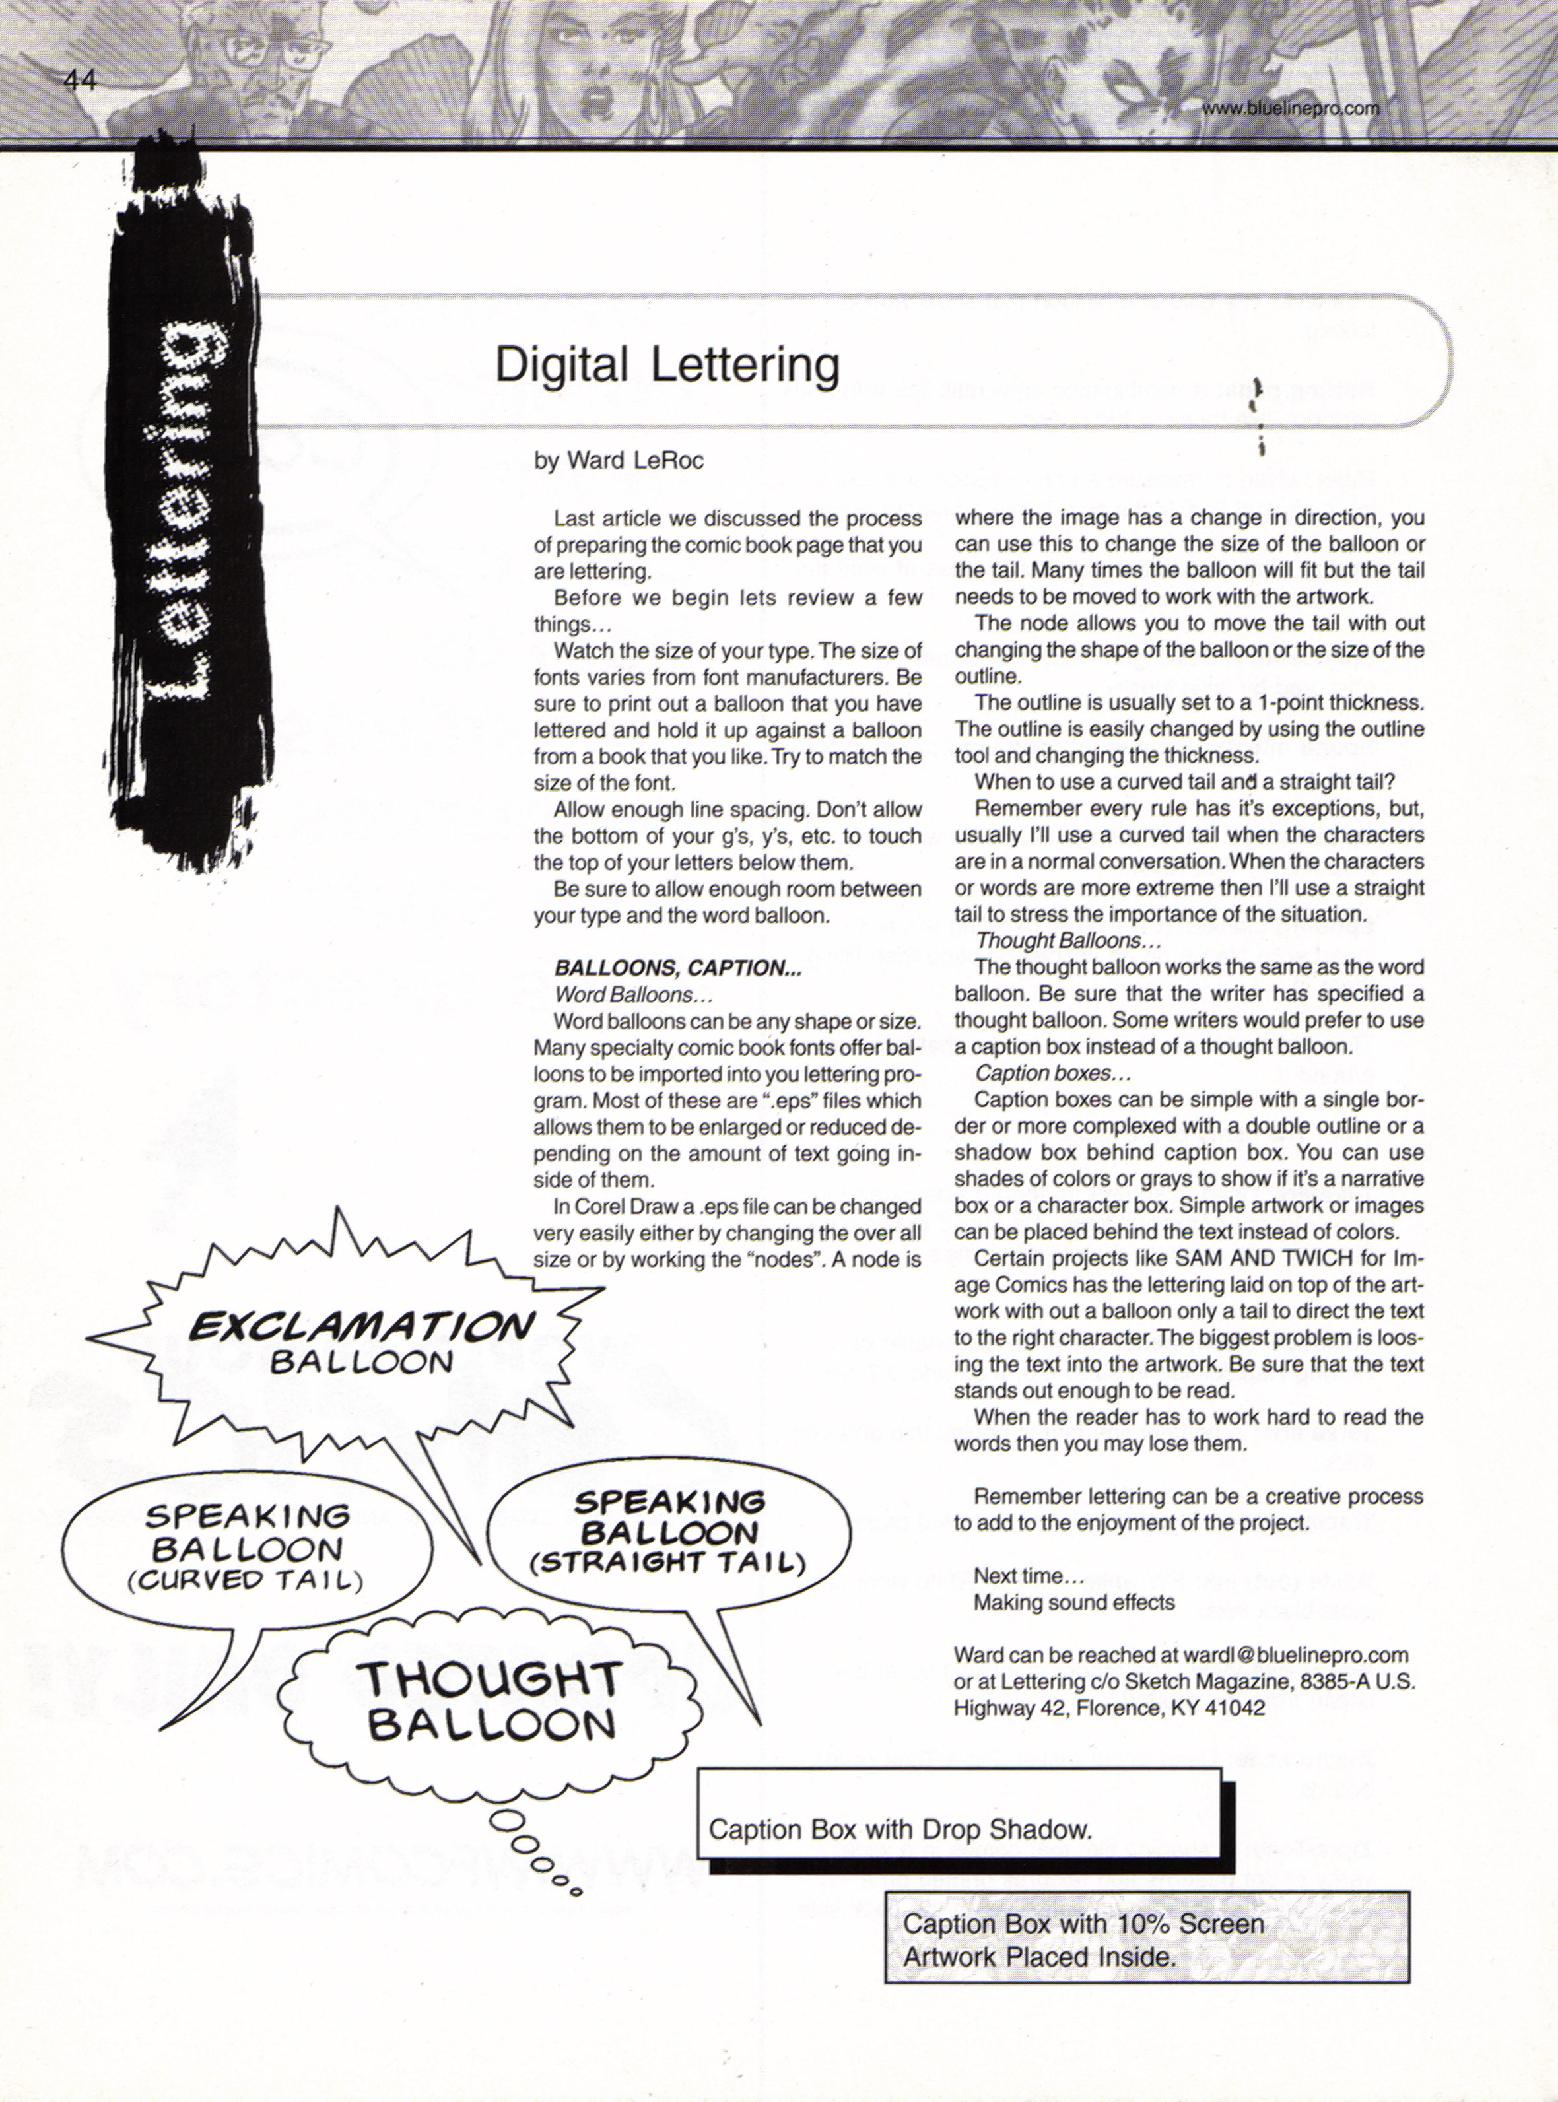 44
www.bluelinepro.com
Lettering
Digital Lettering
by Ward LeRoc
Last article we discussed the process
of preparing the comic book page that you
are lettering.
Before we begin lets review a few
things...
Watch the size of your type. The size of
fonts varies from font manufacturers. Be
sure to print out a balloon that you have
lettered and hold it up against a balloon
from a book that you like. Try to match the
size of the font.
Allow enough line spacing. Don't allow
the bottom of your g's, y's, etc. to touch
the top of your letters below them.
Be sure to allow enough room between
your type and the word balloon.
BALLOONS, CAPTION...
Word Balloons...
Word balloons can be any shape or size.
Many specialty comic book fonts offer bal-
loons to be imported into you lettering pro-
gram. Most of these are ".eps" files which
allows them to be enlarged or reduced de-
pending on the amount of text going in-
side of them.
In Corel Draw a .eps file can be changed
very easily either by changing the over all
size or by working the "nodes". A node is
where the image has a change in direction, you
can use this to change the size of the balloon or
the tail. Many times the balloon will fit but the tail
needs to be moved to work with the artwork.
The node allows you to move the tail with out
changing the shape of the balloon or the size of the
outline.
The outline is usually set to a 1-point thickness.
The outline is easily changed by using the outline
tool and changing the thickness.
When to use a curved tail and a straight tail?
Remember every rule has it's exceptions, but,
usually I'll use a curved tail when the characters
are in a normal conversation. When the characters
or words are more extreme then I'll use a straight
tail to stress the importance of the situation.
Thought Balloons...
The thought balloon works the same as the word
balloon. Be sure that the writer has specified a
thought balloon. Some writers would prefer to use
a caption box instead of a thought balloon.
Caption boxes...
Caption boxes can be simple with a single bor-
der or more complexed with a double outline or a
shadow box behind caption box. You can use
shades of colors or grays to show if it's a narrative
box or a character box. Simple artwork or images
can be placed behind the text instead of colors.
Certain projects like SAM AND TWICH for Im-
age Comics has the lettering laid on top of the art-
work with out a balloon only a tail to direct the text
to the right character. The biggest problem is loos-
ing the text into the artwork. Be sure that the text
stands out enough to be read.
When the reader has to work hard to read the
words then you may lose them.
Remember lettering can be a creative process
to add to the enjoyment of the project.
Next time...
Making sound effects
Ward can be reached at wardl@bluelinepro.com
or at Lettering c/o Sketch Magazine, 8385-A U.S.
Highway 42, Florence, KY 41042
EXCLAMATION
BALLOON
SPEAKING
BALLOON
(CURVED TAIL)
SPEAKING
BALLOON
(STRAIGHT TAIL)
THOUGHT
BALLOON
Caption Box with Drop Shadow.
Caption Box with 10% Screen
Artwork Placed Inside.